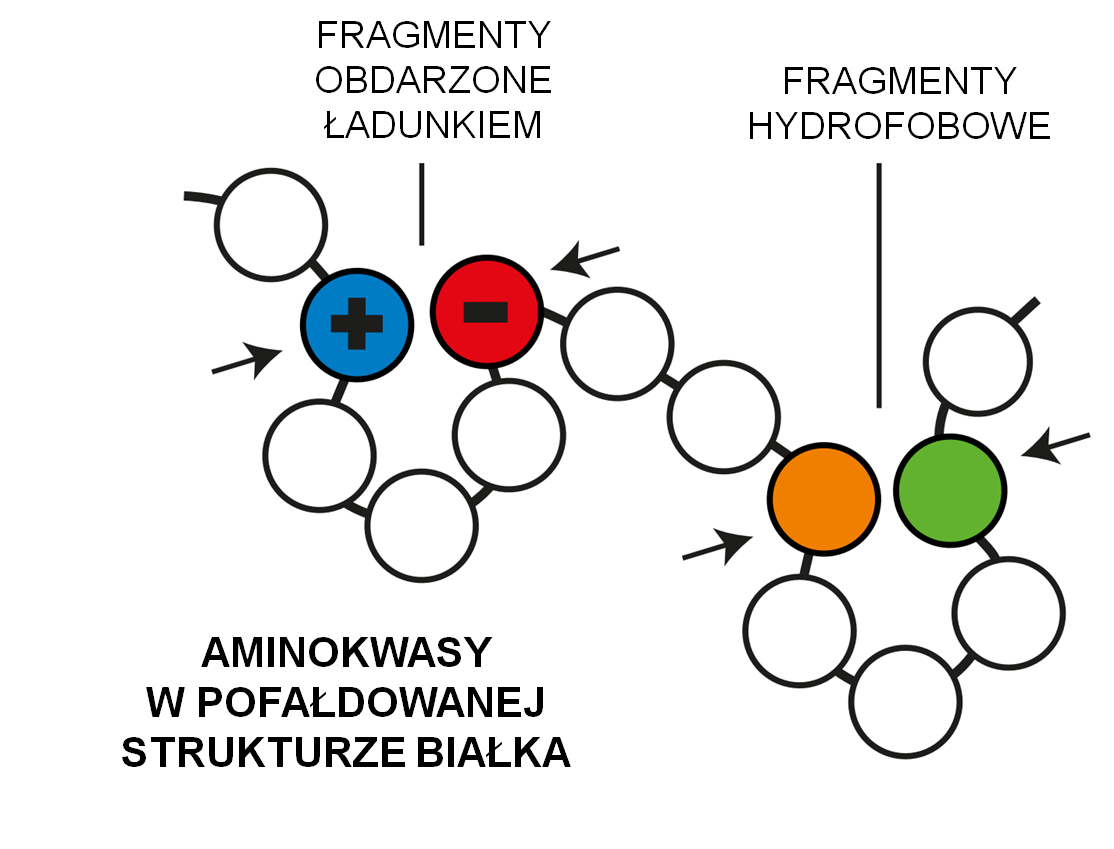 FRAGMENTY
OBDARZONE
ŁADUNKIEM
FRAGMENTY
HYDROFOBOWE
+
-
AMINOKWASY
W POFAŁDOWANEJ
STRUKTURZE BIAŁKA